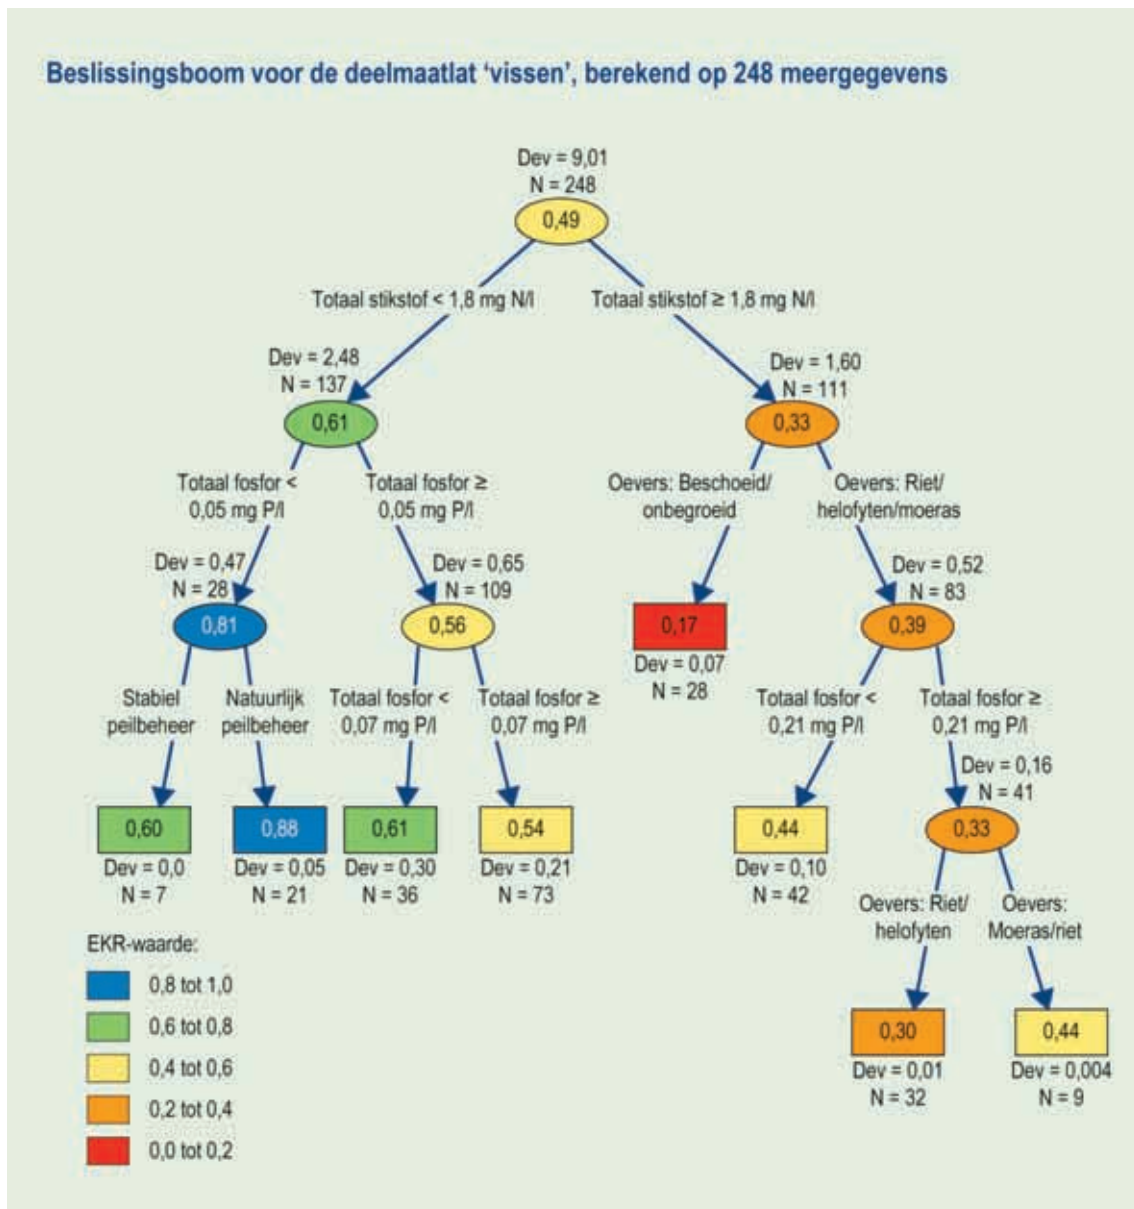 Beslissingsboom voor de deelmaatlat 'vissen', berekend op 248 meergegevens
Dev = 9,01
N = 248
0,49
Totaal stikstof < 1,8 mg N/l
Totaal stikstof ≥ 1,8 mg N/l
Dev = 2,48
N = 137
0,61
Dev = 1,60
N = 111
0,33
Totaal fosfor <
0,05 mg P/l
Totaal fosfor ≥
0,05 mg P/l
Oevers: Beschoeid/
onbegroeid
Oevers: Riet/
helofyten/moeras
Dev = 0,47
N = 28
0,81
Dev = 0,65
N = 109
0,56
0,17
Dev = 0,07
N = 28
Dev = 0,52
N = 83
0,39
Stabiel
peilbeheer
Natuurlijk
peilbeheer
Totaal fosfor <
0,07 mg P/l
Totaal fosfor ≥
0,07 mg P/l
Totaal fosfor <
0,21 mg P/l
Totaal fosfor ≥
0,21 mg P/l
0,60
Dev = 0,0
N = 7
0,88
Dev = 0,05
N = 21
0,61
Dev = 0,30
N = 36
0,54
Dev = 0,21
N = 73
0,44
Dev = 0,10
N = 42
Dev = 0,16
N = 41
0,33
Oevers: Riet/
helofyten
Oevers:
Moeras/riet
0,30
Dev = 0,01
N = 32
0,44
Dev = 0,004
N = 9
EKR-waarde:
0,8 tot 1,0
0,6 tot 0,8
0,4 tot 0,6
0,2 tot 0,4
0,0 tot 0,2